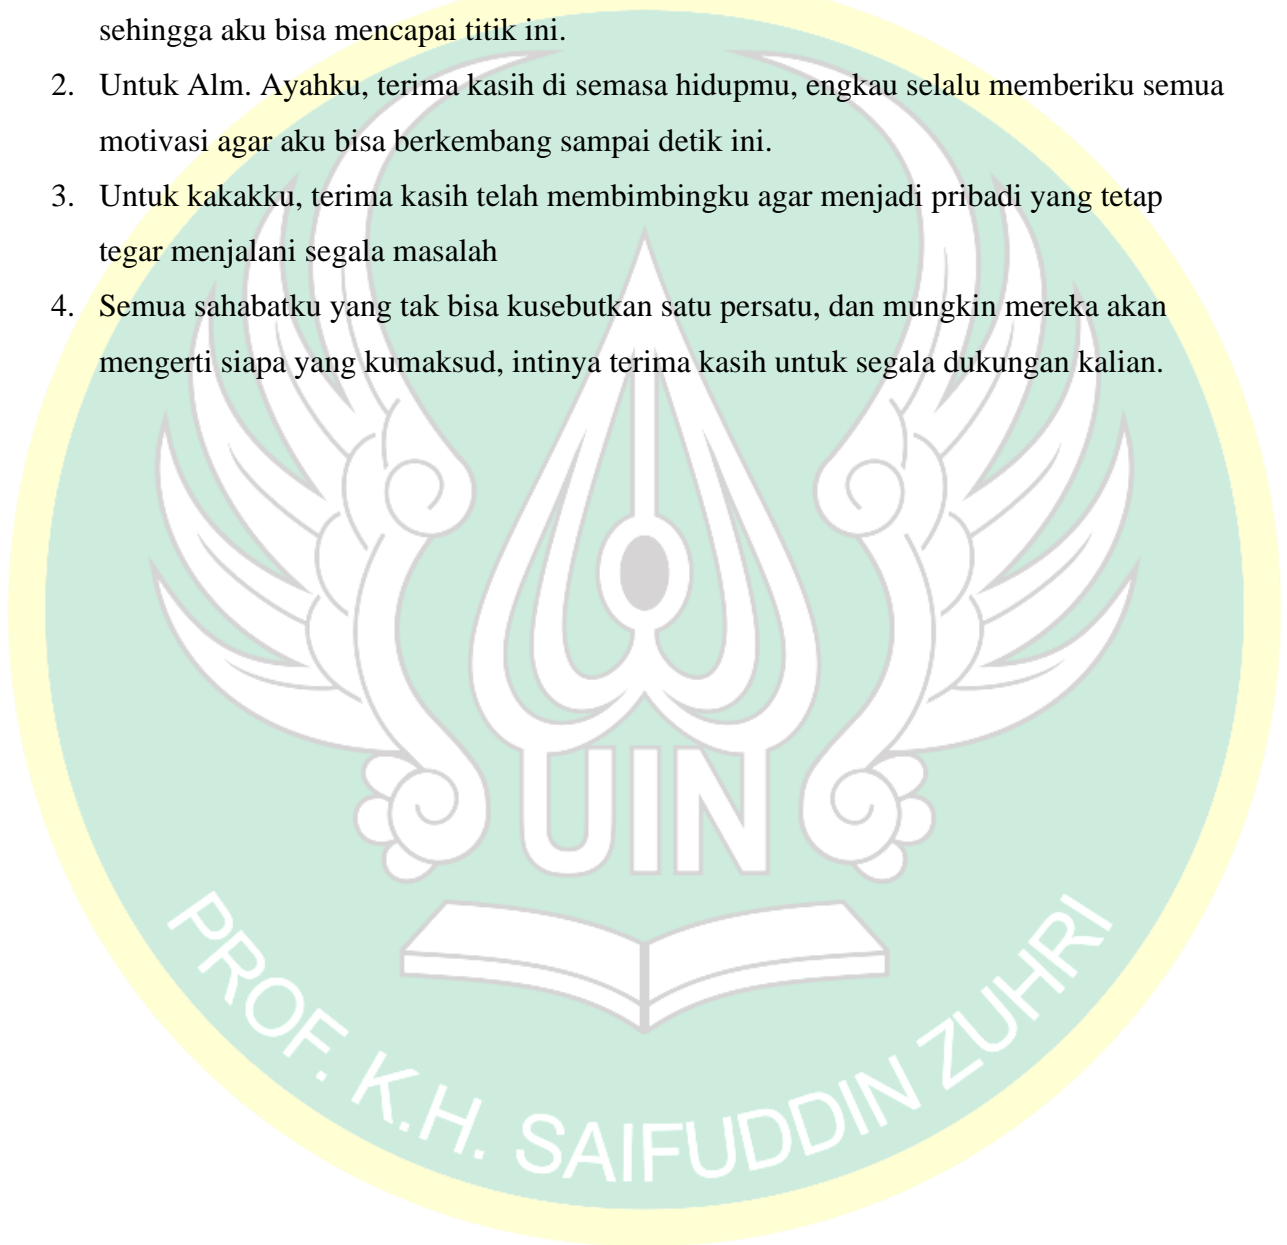 sehingga aku bisa mencapai titik ini.
2. Untuk Alm. Ayahku, terima kasih di semasa hidupmu, engkau selalu memberiku semua
motivasi agar aku bisa berkembang sampai detik ini.
3. Untuk kakakku, terima kasih telah membimbingku agar menjadi pribadi yang tetap
tegar menjalani segala masalah
4. Semua sahabatku yang tak bisa kusebutkan satu persatu, dan mungkin mereka akan
mengerti siapa yang kumaksud, intinya terima kasih untuk segala dukungan kalian.
UIN
PROF. K.H. SAIFUDDIN ZUHRI